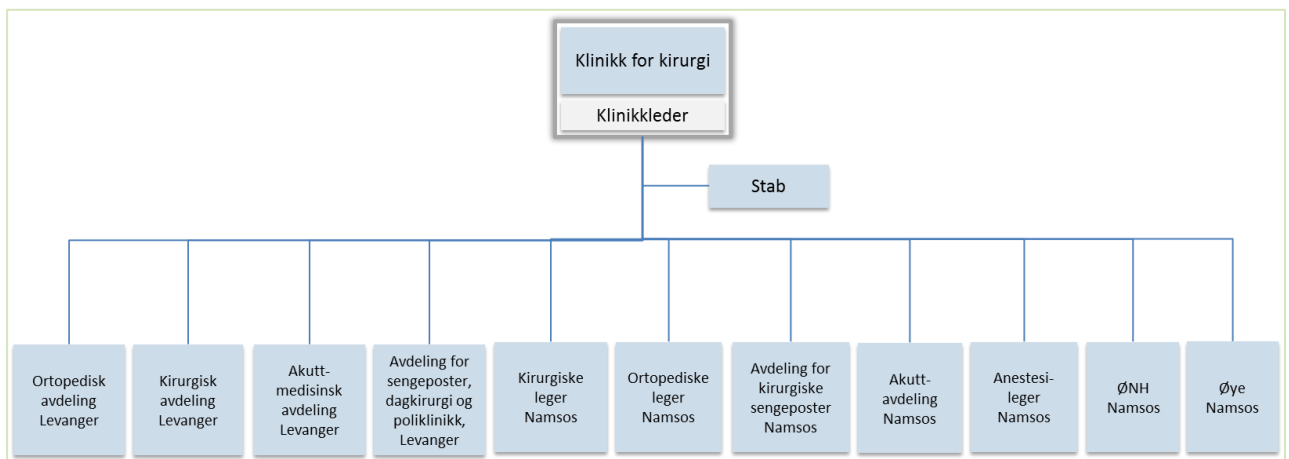 Klinikk for kirurgi
Klinikkleder
Stab
Ortopedisk
avdeling
Levanger
Kirurgisk
avdeling
Levanger
Akutt-
medisinsk
avdeling
Levanger
Avdeling for
sengeposter,
dagkirurgi og
poliklinikk,
Levanger
Kirurgiske
leger
Namsos
Ortopediske
leger
Namsos
Avdeling for
kirurgiske
sengeposter
Namsos
Akutt-
avdeling
Namsos
Anestesi-
leger
Namsos
ØNH
Namsos
Øye
Namsos